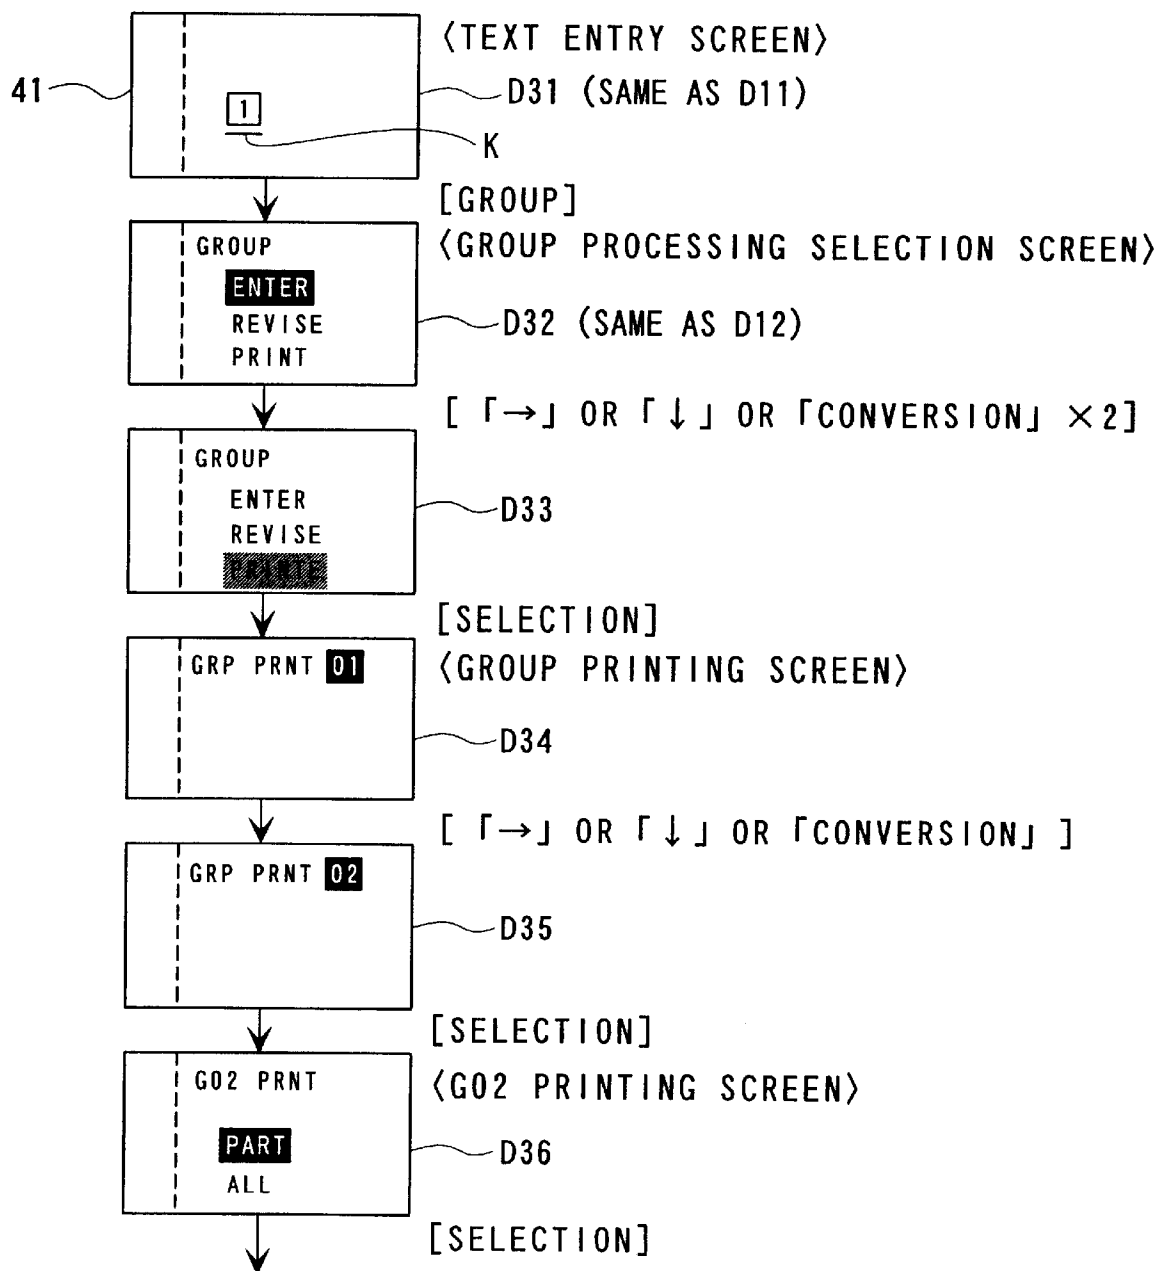 〈TEXT ENTRY SCREEN〉
41
D31 (SAME AS D11)
1
K
[GROUP]
〈GROUP PROCESSING SELECTION SCREEN〉
GROUP
ENTER
REVISE
PRINT
D32 (SAME AS D12)
[「→」 OR 「↓」 OR 「CONVERSION」 ×2]
GROUP
ENTER
REVISE
PRINTE
D33
[SELECTION]
〈GROUP PRINTING SCREEN〉
GRP PRNT 01
D34
[「→」 OR 「↓」 OR 「CONVERSION」 ]
GRP PRNT 02
D35
[SELECTION]
〈G02 PRINTING SCREEN〉
G02 PRNT
PART
ALL
D36
[SELECTION]